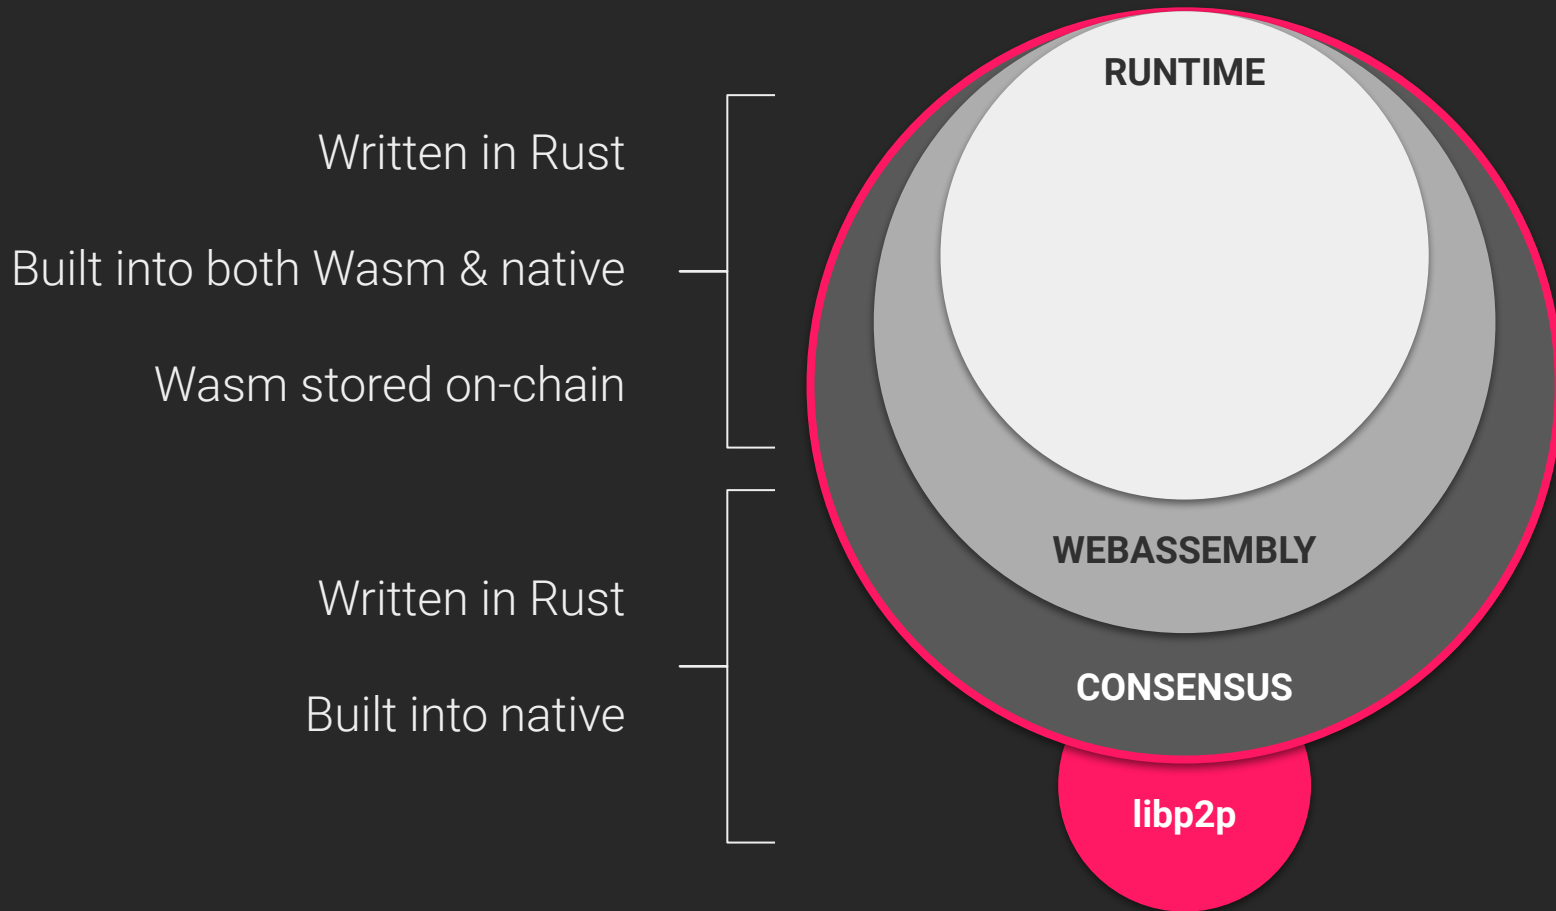 RUNTIME
Written in Rust
Built into both Wasm & native
Wasm stored on-chain
WEBASSEMBLY
Written in Rust
CONSENSUS
Built into native
libp2p